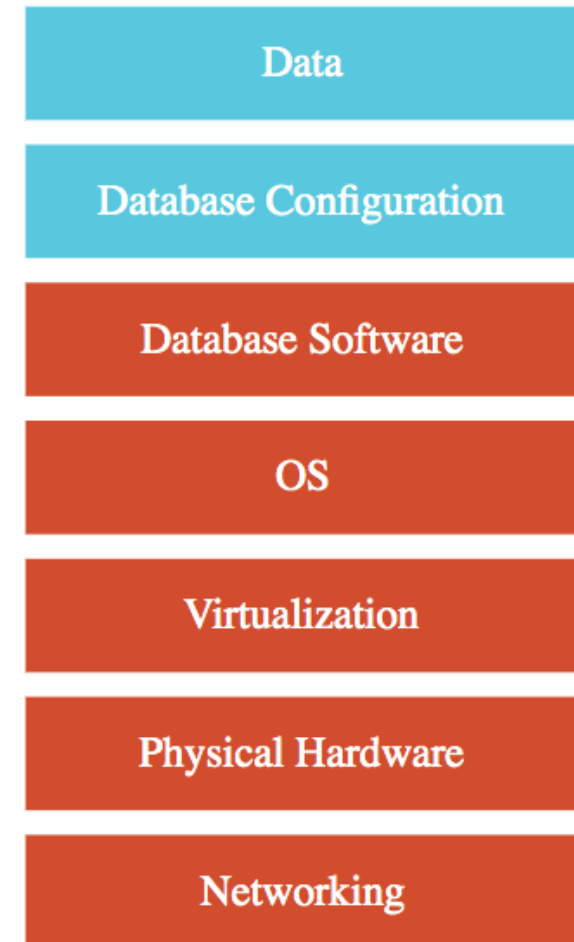 Data
Database Configuration
Database Software
OS
Virtualization
Physical Hardware
Networking